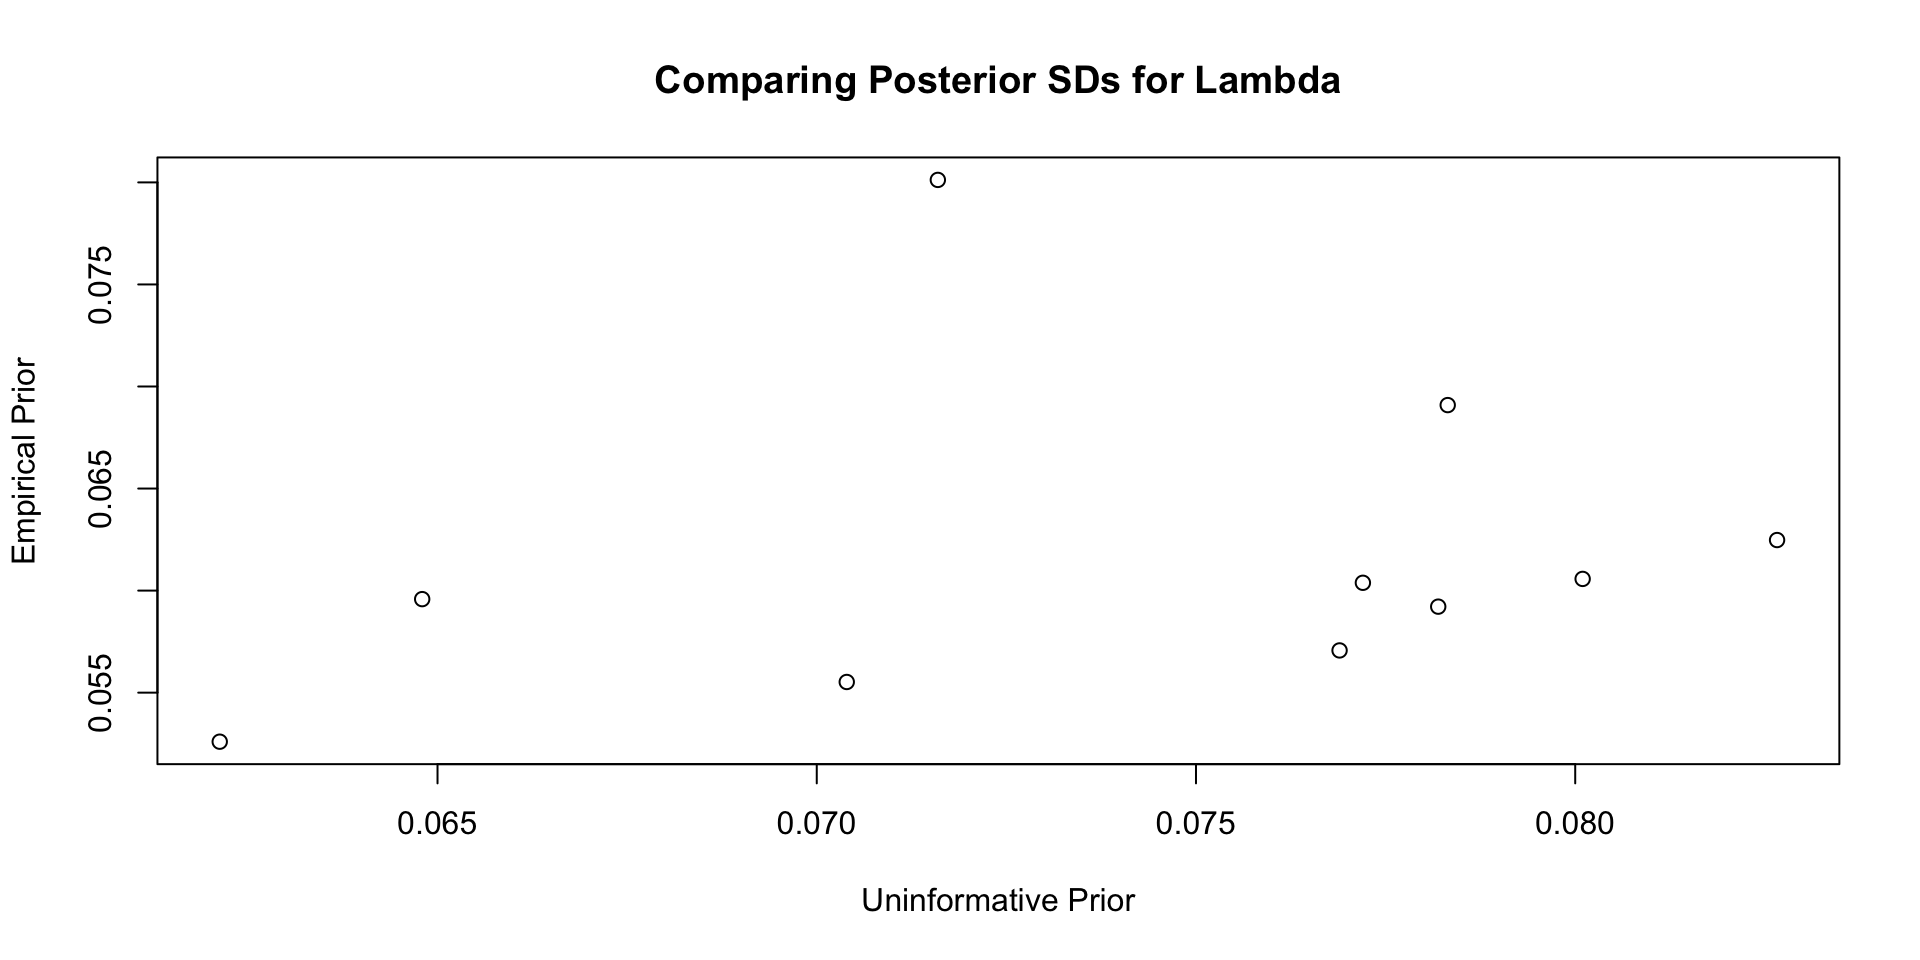 Comparing Posterior SDs for Lambda
Empirical Prior
0.075
0.065
0.055
0.065 0.070 0.075 0.080
Uninformative Prior